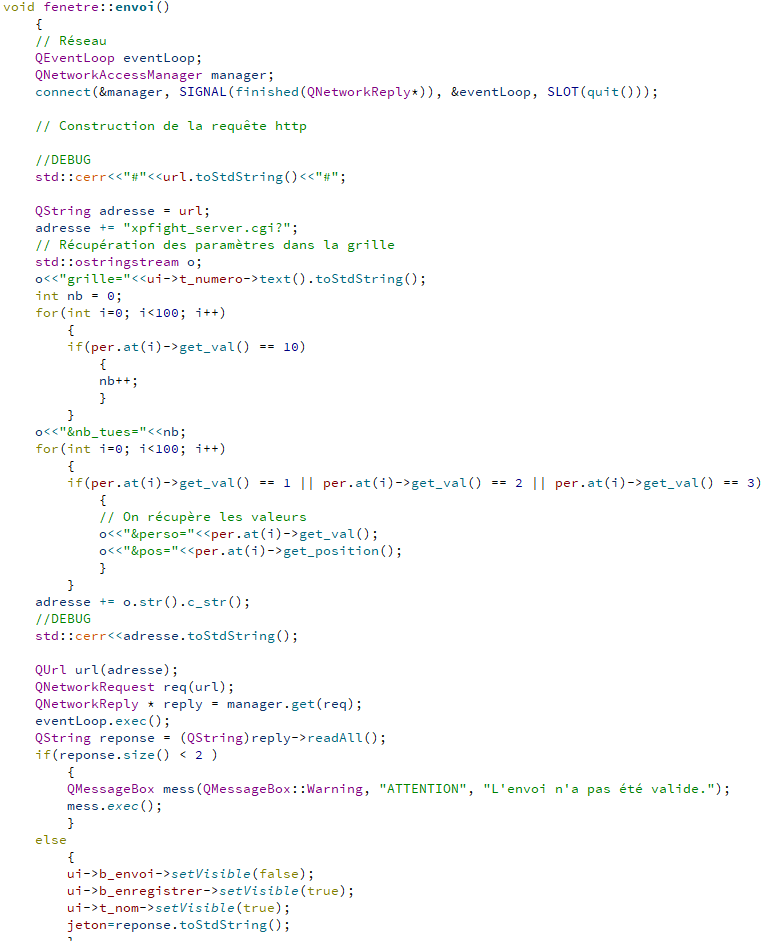 void fenetre::envoi()
{
// Réseau
QEventLoop eventLoop;
QNetworkAccessManager manager;
connect(&manager, SIGNAL(finished(QNetworkReply*)), &eventLoop, SLOT(quit()));
// Construction de la requête http
//DEBUG
std::cerr<<"#"<<url.toStdString()<<"#";
QString adresse = url;
adresse += "xpfight_server.cgi?";
// Récupération des paramètres dans la grille
std::ostringstream o;
o<<"grille="<<ui->t_numero->text().toStdString();
int nb = 0;
for(int i=0; i<100; i++)
{
if(per.at(i)->get_val() == 10)
{
nb++;
}
}
o<<"&nb_tues="<<nb;
for(int i=0; i<100; i++)
{
if(per.at(i)->get_val() == 1 || per.at(i)->get_val() == 2 || per.at(i)->get_val() == 3)
{
// On récupère les valeurs
o<<"&perso="<<per.at(i)->get_val();
o<<"&pos="<<per.at(i)->get_position();
}
}
adresse += o.str().c_str();
//DEBUG
std::cerr<<adresse.toStdString();
QUrl url(adresse);
QNetworkRequest req(url);
QNetworkReply * reply = manager.get(req);
eventLoop.exec();
QString reponse = (QString)reply->readAll();
if(reponse.size() < 2 )
{
QMessageBox mess(QMessageBox::Warning, "ATTENTION", "L'envoi n'a pas été valide.");
mess.exec();
}
else
{
ui->b_envoi->setVisible(false);
ui->b_enregistrer->setVisible(true);
ui->t_nom->setVisible(true);
jeton=reponse.toStdString();
}